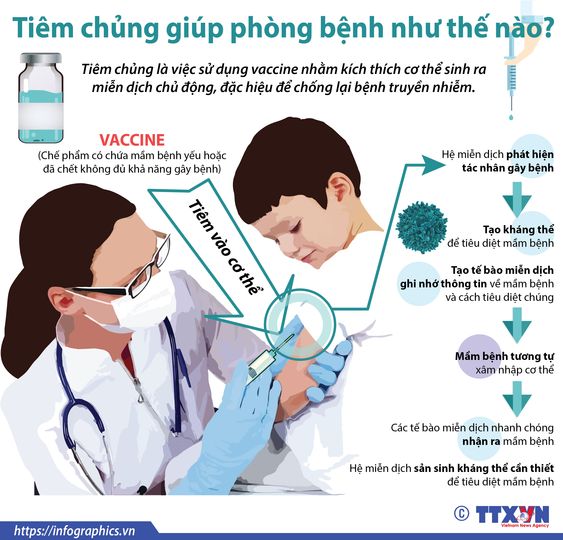 Tiêm chủng giúp phòng bệnh như thế nào?
Tiêm chủng là việc sử dụng vaccine nhằm kích thích cơ thể sinh ra
miễn dịch chủ động, đặc hiệu để chống lại bệnh truyền nhiễm.
VACCINE
(Chế phẩm có chứa mầm bệnh yếu hoặc
đã chết không đủ khả năng gây bệnh)
Tiêm vào cơ thể
Hệ miễn dịch phát hiện
tác nhân gây bệnh
Tạo kháng thể
để tiêu diệt mầm bệnh
Tạo tế bào miễn dịch
ghi nhớ thông tin về mầm bệnh
và cách tiêu diệt chúng
Mầm bệnh tương tự
xâm nhập cơ thể
Các tế bào miễn dịch nhanh chóng
nhận ra mầm bệnh
Hệ miễn dịch sản sinh kháng thể cần thiết
để tiêu diệt mầm bệnh
https://infographics.vn
© TTXVN
Vietnam News Agency